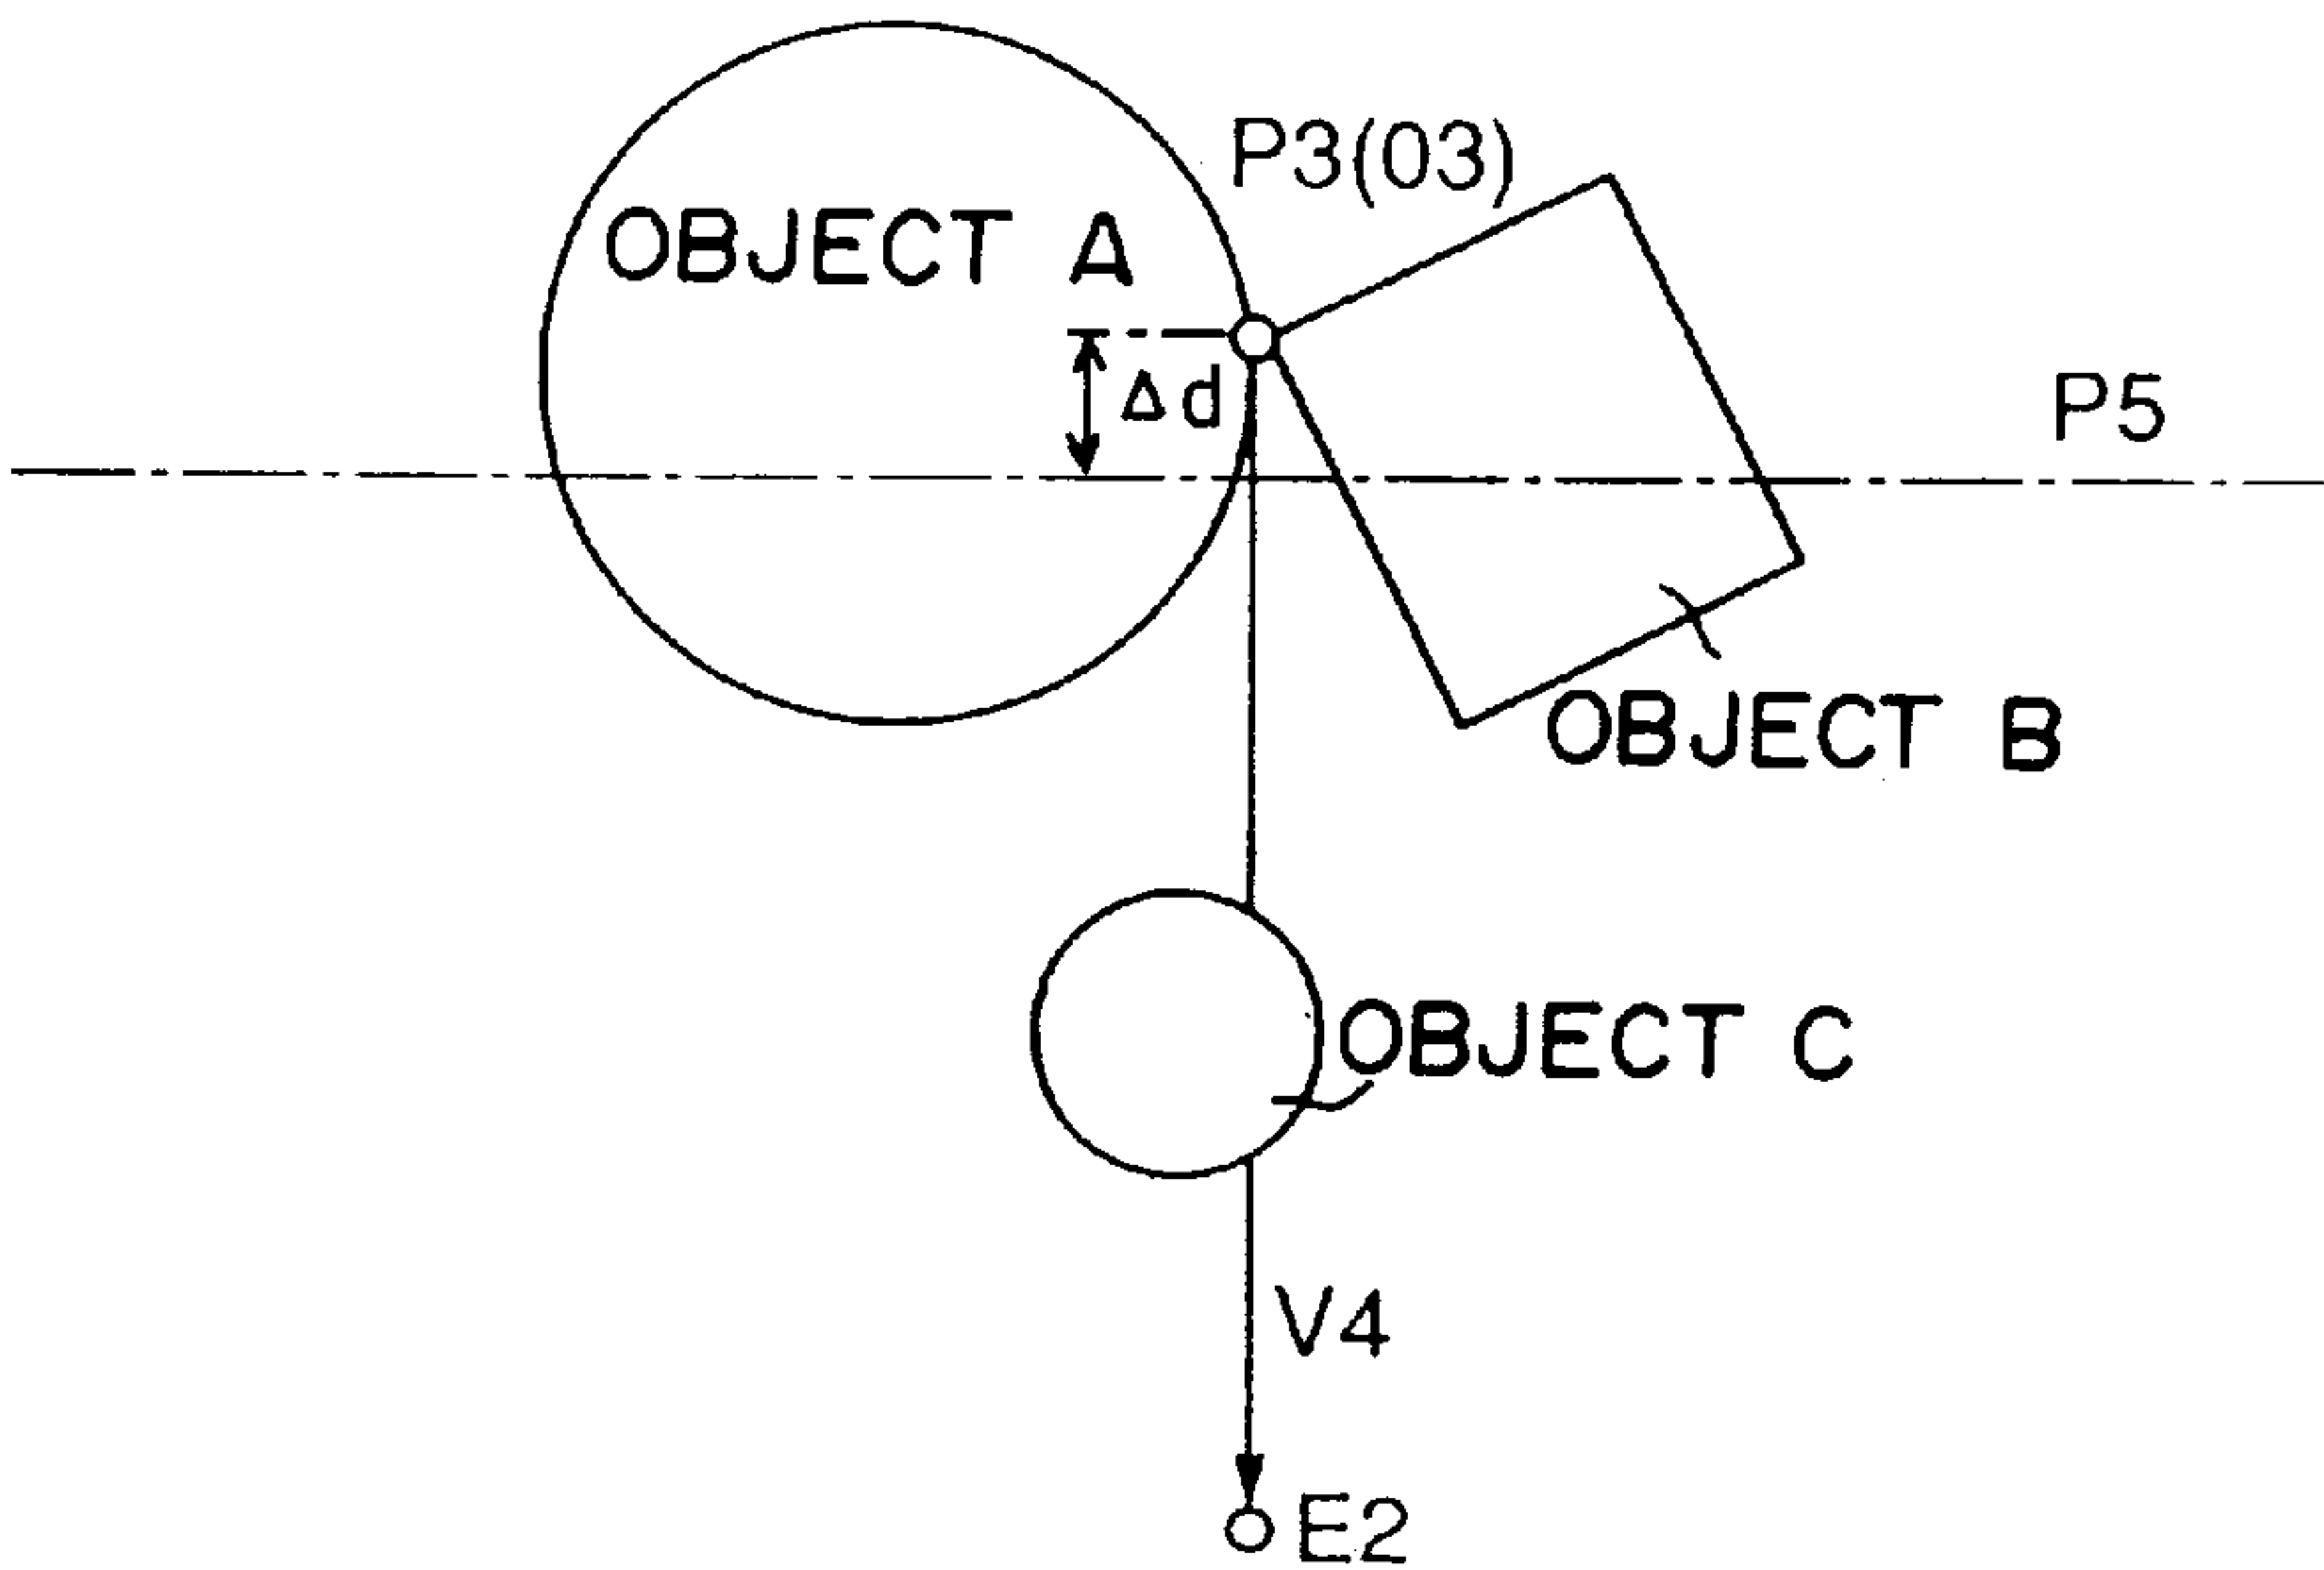 P3(03)
OBJECT A
Δd
P5
OBJECT B
OBJECT C
V4
E2